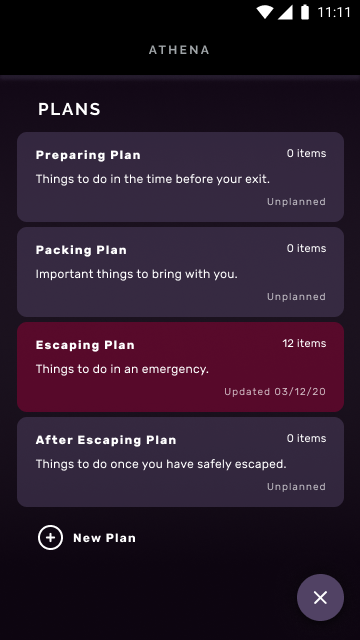 11:11
ATHENA
PLANS
Preparing Plan
0 items
Things to do in the time before your exit.
Unplanned
Packing Plan
0 items
Important things to bring with you.
Unplanned
Escaping Plan
12 items
Things to do in an emergency.
Updated 03/12/20
After Escaping Plan
0 items
Things to do once you have safely escaped.
Unplanned
New Plan